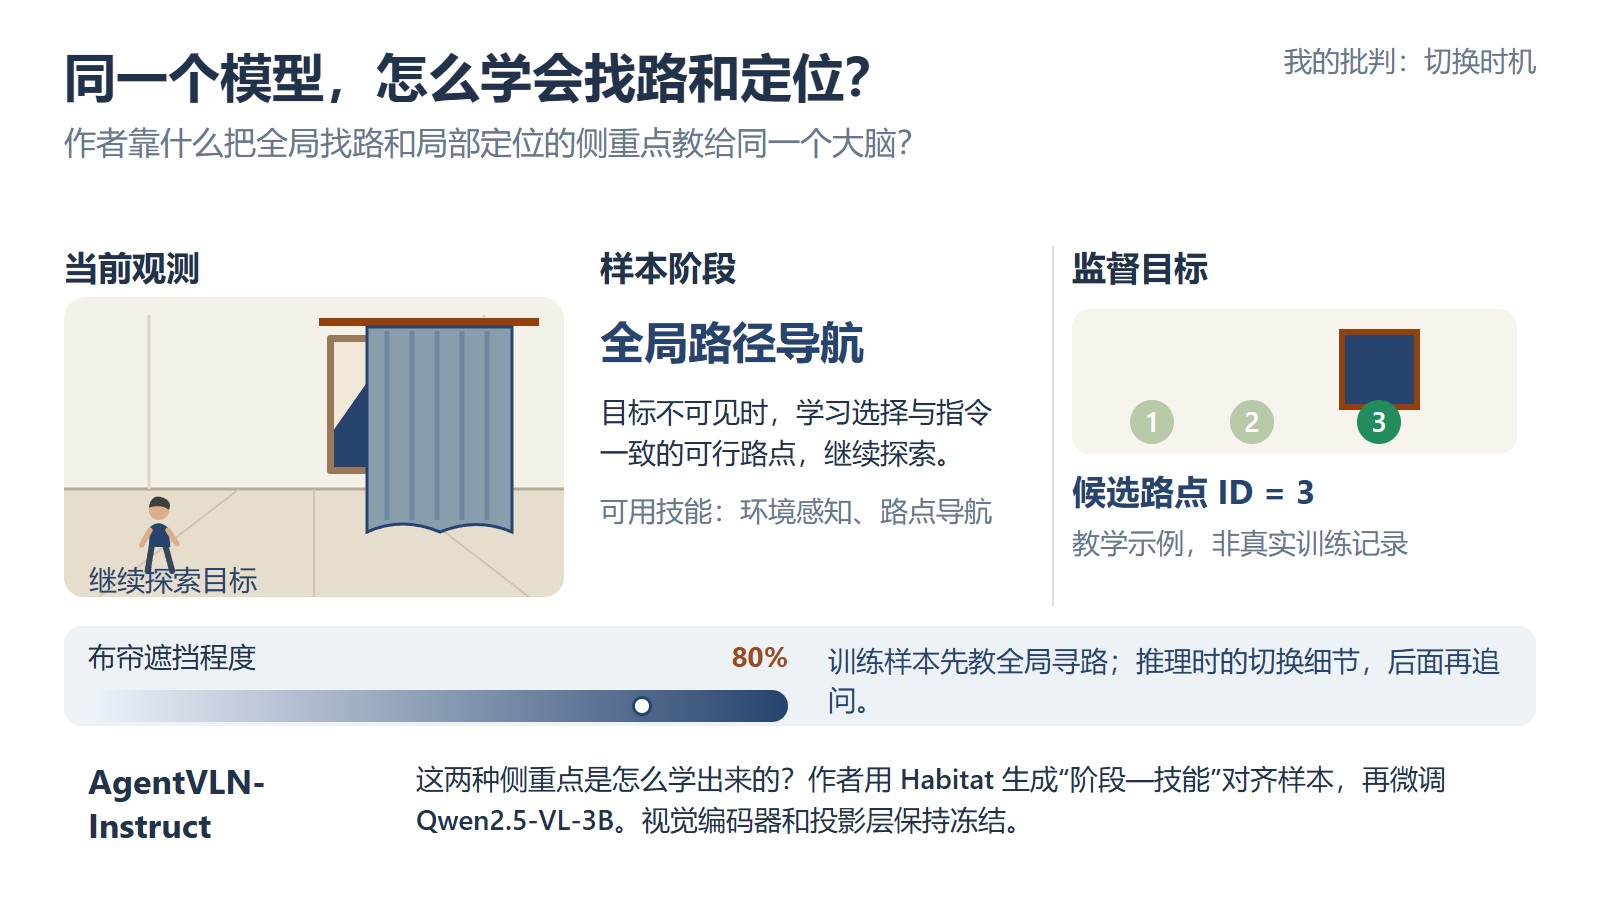 同一个模型，怎么学会找路和定位？
我的批判：切换时机
作者靠什么把全局找路和局部定位的侧重点教给同一个大脑？
当前观测
继续探索目标
样本阶段
全局路径导航
目标不可见时，学习选择与指令
一致的可行路点，继续探索。
可用技能：环境感知、路点导航
监督目标
1 2 3
候选路点 ID = 3
教学示例，非真实训练记录
布帘遮挡程度
80%
训练样本先教全局寻路；推理时的切换细节，后面再追
问。
AgentVLN-
Instruct
这两种侧重点是怎么学出来的？作者用 Habitat 生成“阶段—技能”对齐样本，再微调
Qwen2.5-VL-3B。视觉编码器和投影层保持冻结。